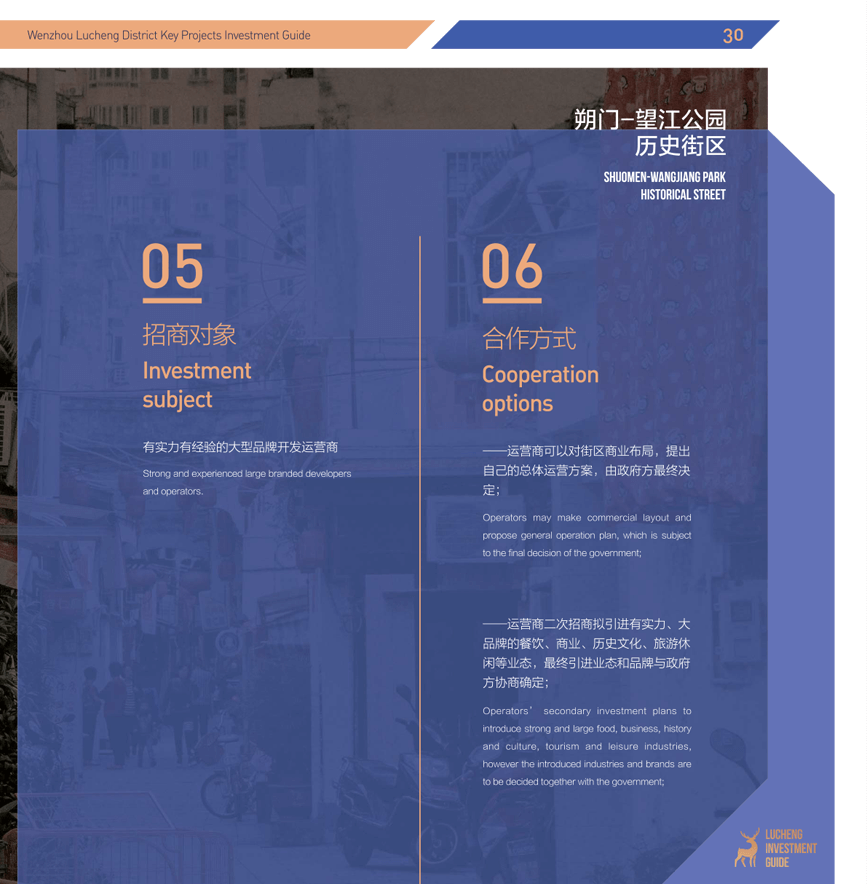 Wenzhou Lucheng District Key Projects Investment Guide
30
朔门-望江公园
历史街区
SHUOMEN-WANGJIANG PARK
HISTORICAL STREET
05
招商对象
Investment
subject
有实力有经验的大型品牌开发运营商
Strong and experienced large branded developers
and operators.
06
合作方式
Cooperation
options
——运营商可以对街区商业布局，提出
自己的总体运营方案，由政府方最终决
定；
Operators may make commercial layout and
propose general operation plan, which is subject
to the final decision of the government;
——运营商二次招商拟引进有实力、大
品牌的餐饮、商业、历史文化、旅游休
闲等业态，最终引进业态和品牌与政府
方协商确定；
Operators’ secondary investment plans to
introduce strong and large food, business, history
and culture, tourism and leisure industries,
however the introduced industries and brands are
to be decided together with the government;
LUCHENG
INVESTMENT
GUIDE